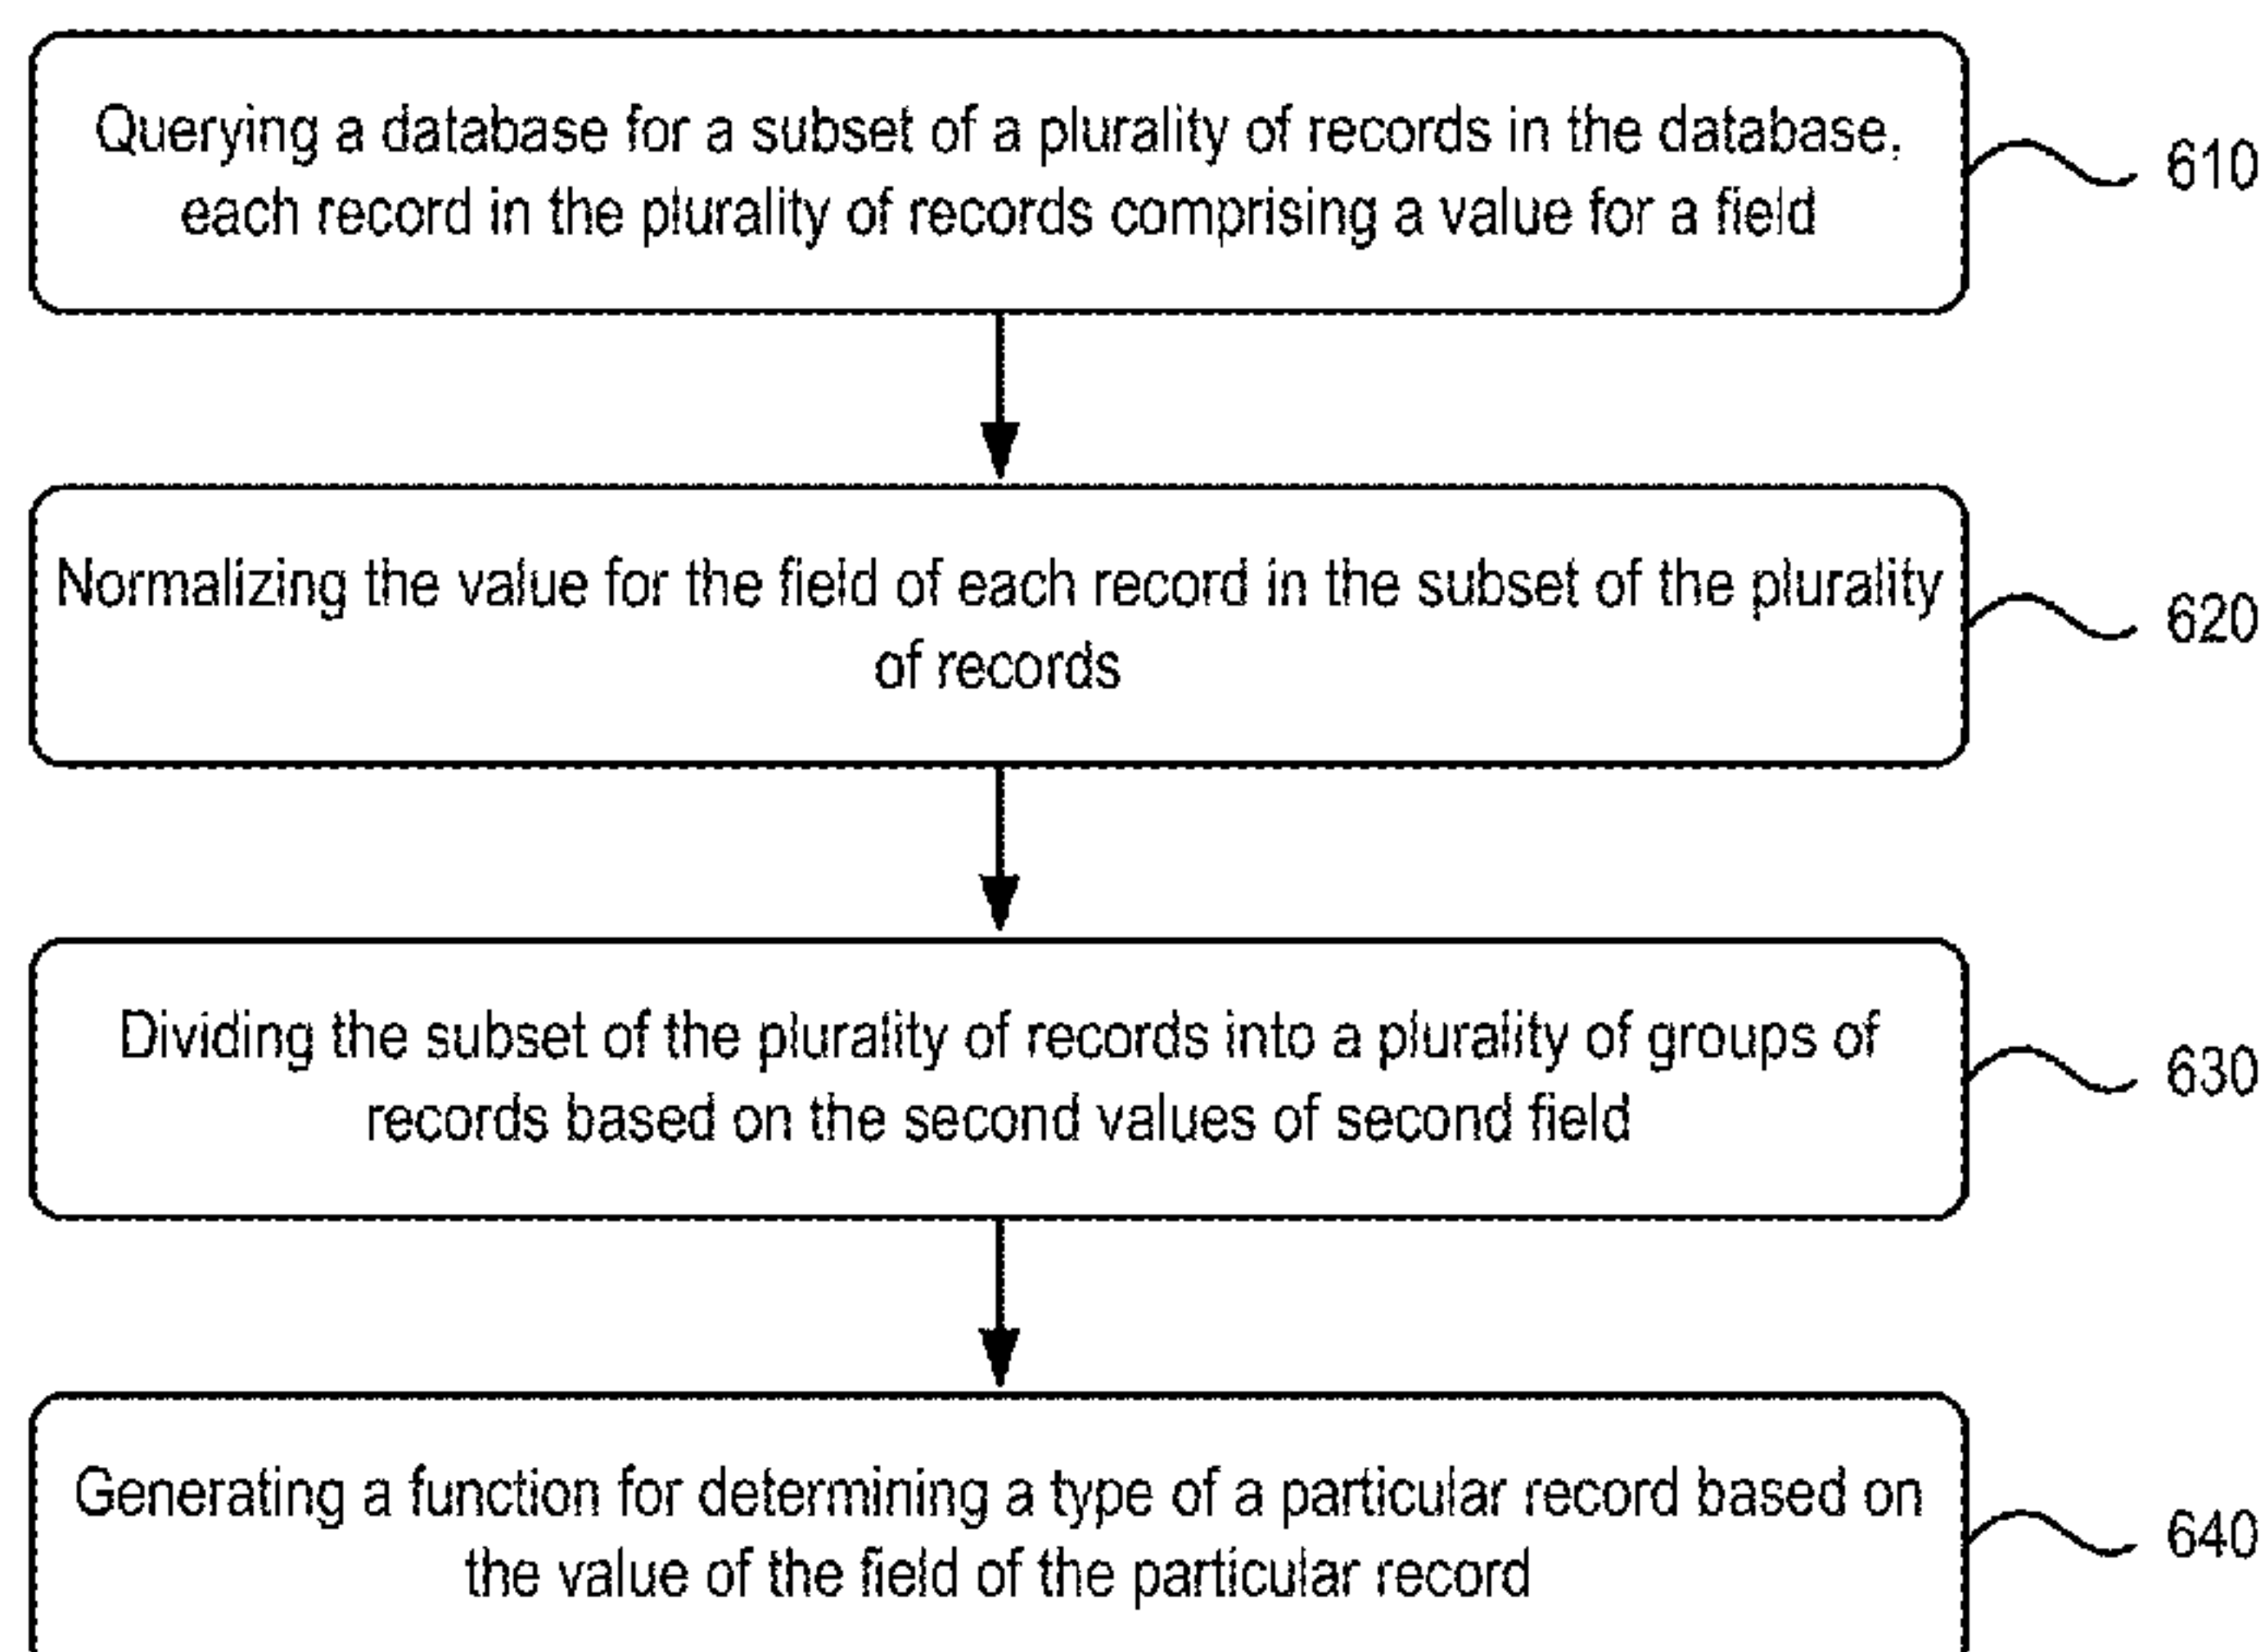 Querying a database for a subset of a plurality of records in the database,
each record in the plurality of records comprising a value for a field
610
Normalizing the value for the field of each record in the subset of the plurality
of records
620
Dividing the subset of the plurality of records into a plurality of groups of
records based on the second values of second field
630
Generating a function for determining a type of a particular record based on
the value of the field of the particular record
640